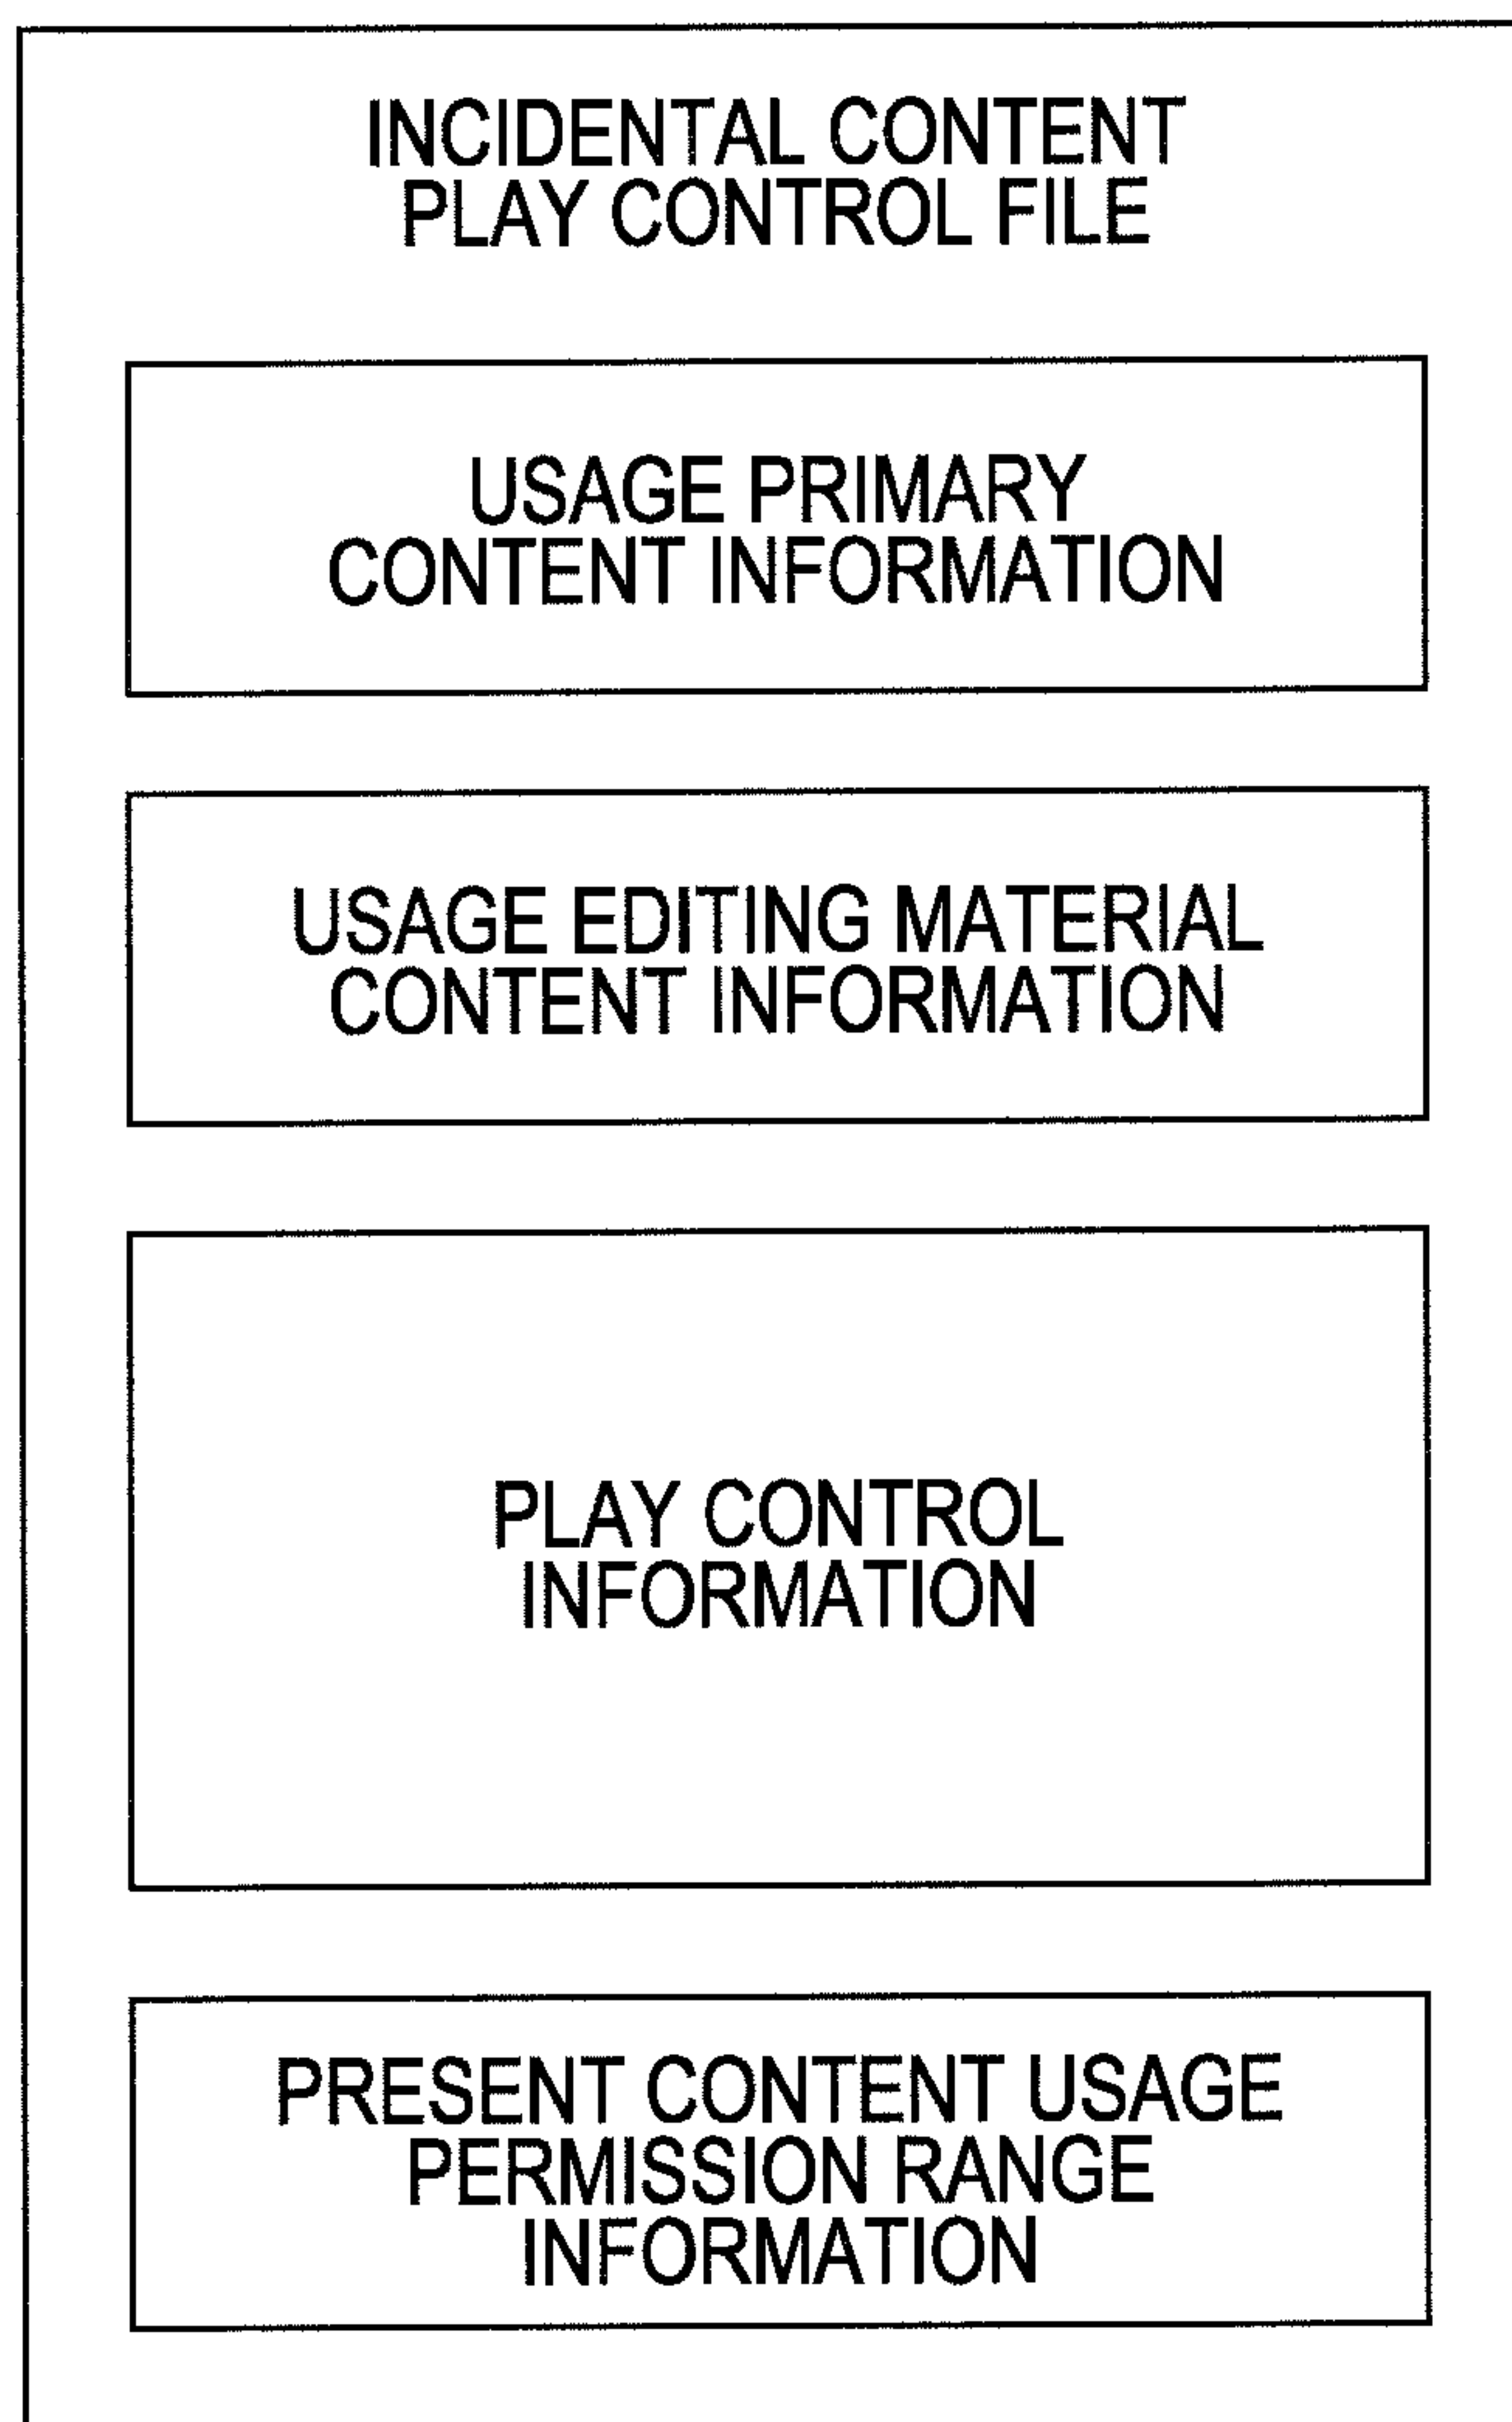 INCIDENTAL CONTENT
PLAY CONTROL FILE
USAGE PRIMARY
CONTENT INFORMATION
USAGE EDITING MATERIAL
CONTENT INFORMATION
PLAY CONTROL
INFORMATION
PRESENT CONTENT USAGE
PERMISSION RANGE
INFORMATION